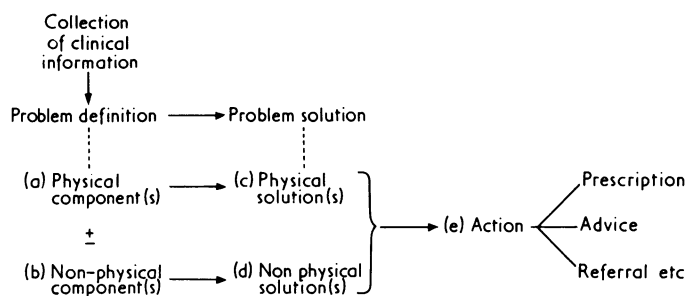 Collection
of clinical
information
Problem definition
Problem solution
(a) Physical
component(s)
(c) Physical
solution(s)
±
(b) Non-physical
component(s)
(d) Non physical
solution(s)
(e) Action
Prescription
Advice
Referral etc